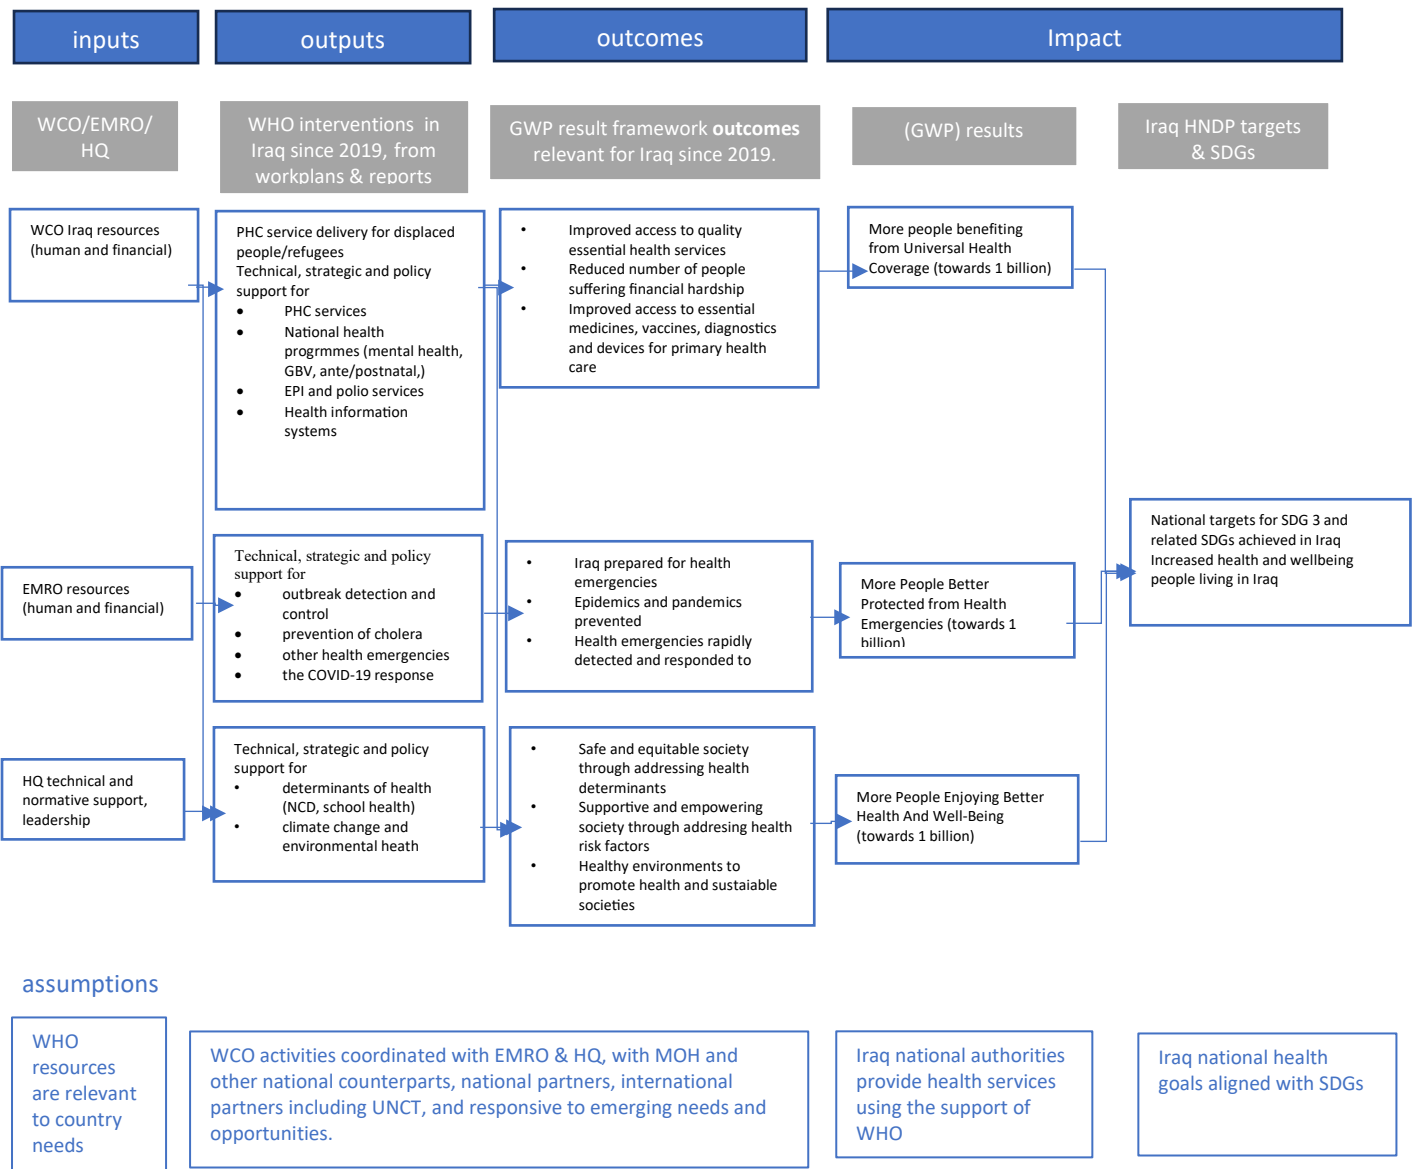 inputs
outputs
outcomes
Impact
WCO/EMRO/
HQ
WHO interventions in
Iraq since 2019, from
workplans & reports
GWP result framework outcomes
relevant for Iraq since 2019.
(GWP) results
Iraq HNDP targets
& SDGs
WCO Iraq resources
(human and financial)
PHC service delivery for displaced
people/refugees
Technical, strategic and policy
support for
• PHC services
• National health
progrmmes (mental health,
GBV, ante/postnatal,)
• EPI and polio services
• Health information
systems
• Improved access to quality
essential health services
• Reduced number of people
suffering financial hardship
• Improved access to essential
medicines, vaccines, diagnostics
and devices for primary health
care
More people benefiting
from Universal Health
Coverage (towards 1 billion)
EMRO resources
(human and financial)
Technical, strategic and policy
support for
• outbreak detection and
control
• prevention of cholera
• other health emergencies
• the COVID-19 response
• Iraq prepared for health
emergencies
• Epidemics and pandemics
prevented
• Health emergencies rapidly
detected and responded to
More People Better
Protected from Health
Emergencies (towards 1
billion)
National targets for SDG 3 and
related SDGs achieved in Iraq
Increased health and wellbeing
people living in Iraq
HQ technical and
normative support,
leadership
Technical, strategic and policy
support for
• determinants of health
(NCD, school health)
• climate change and
environmental heath
• Safe and equitable society
through addressing health
determinants
• Supportive and empowering
society through addresing health
risk factors
• Healthy environments to
promote health and sustaiable
societies
More People Enjoying Better
Health And Well-Being
(towards 1 billion)
assumptions
WHO
resources
are relevant
to country
needs
WCO activities coordinated with EMRO & HQ, with MOH and
other national counterparts, national partners, international
partners including UNCT, and responsive to emerging needs and
opportunities.
Iraq national authorities
provide health services
using the support of
WHO
Iraq national health
goals aligned with SDGs